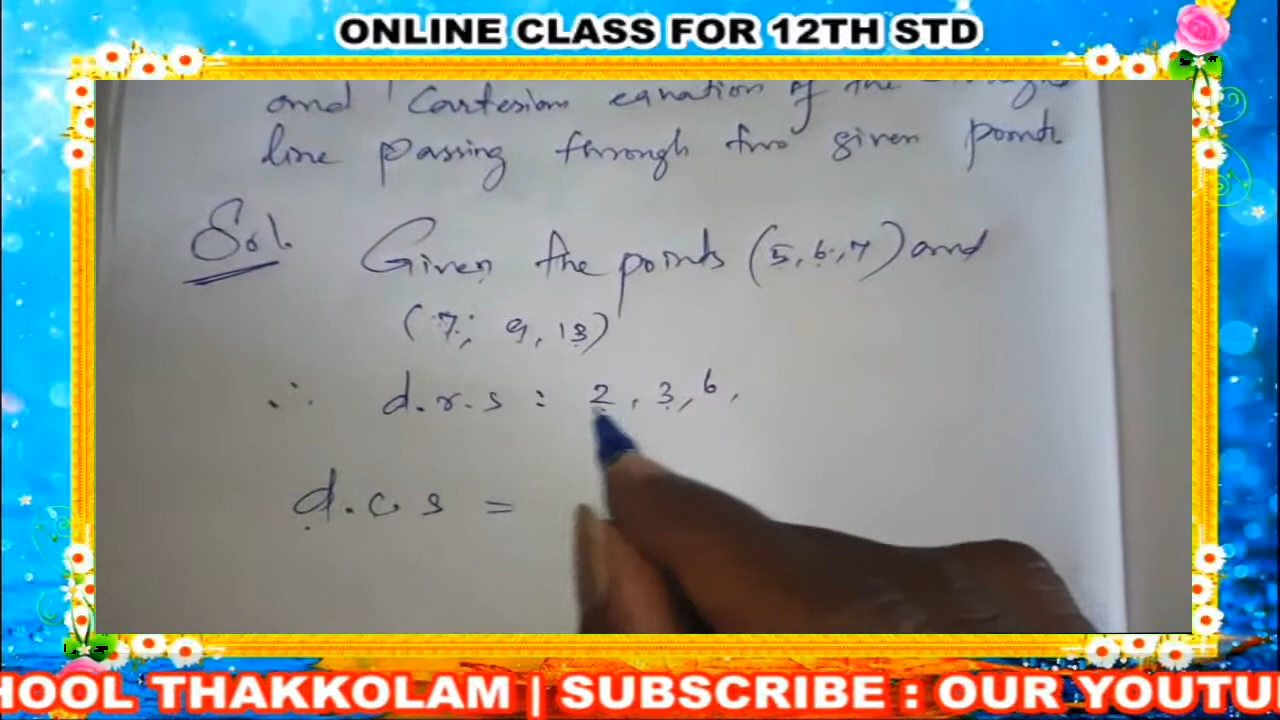 ONLINE CLASS FOR 12TH STD
and Cartesian equation of the
line passing through two given points
Sol. Given the points (5, 6, 7) and
(7, 9, 13)
∴ d.r.s : 2, 3, 6,
d.c s =
HOOL THAKKOLAM | SUBSCRIBE : OUR YOUTU